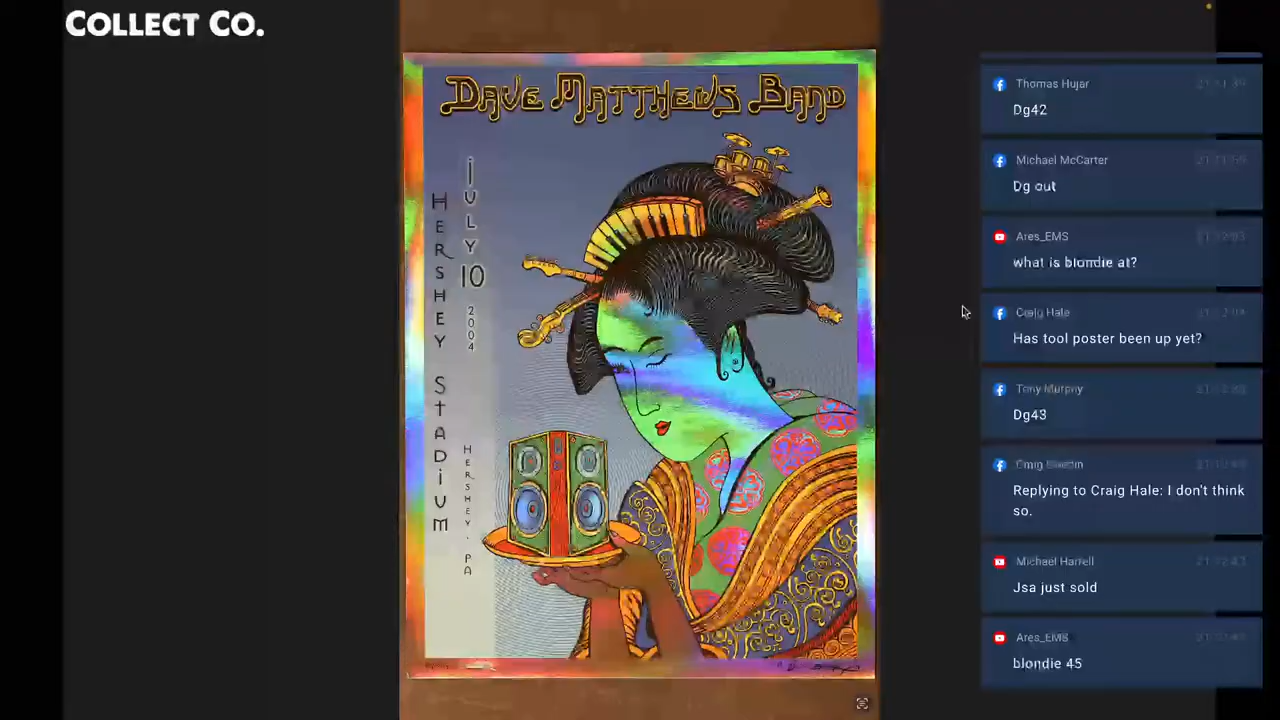 COLLECT CO.
DAVE MATTHEWS BAND
JULY 10 2004
HERSHEY STADIUM
HERSHEY, PA
Thomas Hujar
Dg42
Michael McCarter
Dg out
Ares_EMS
what is blondie at?
Craig Hale
Has tool poster been up yet?
Tony Murphy
Dg43
Replying to Craig Hale: I don't think
so.
Michael Harrell
Jsa just sold
Ares_EMS
blondie 45